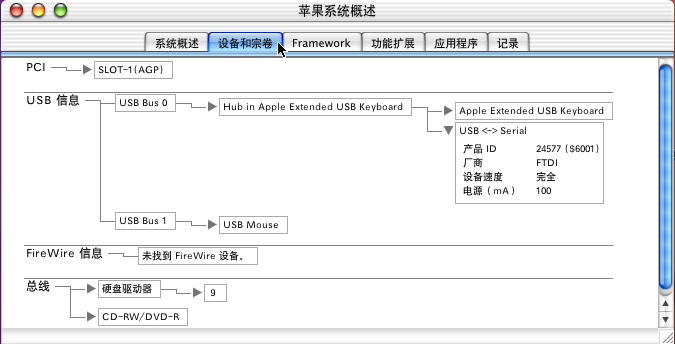 苹果系统概述
系统概述 设备和宗卷 Framework 功能扩展 应用程序 记录
PCI SLOT-1(AGP)
USB 信息 USB Bus 0 Hub in Apple Extended USB Keyboard Apple Extended USB Keyboard
USB <-> Serial
产品 ID 24577 ($6001)
厂商 FTDI
设备速度 完全
电源（mA） 100
USB Bus 1 USB Mouse
FireWire 信息 未找到 FireWire 设备。
总线 硬盘驱动器 9
CD-RW/DVD-R